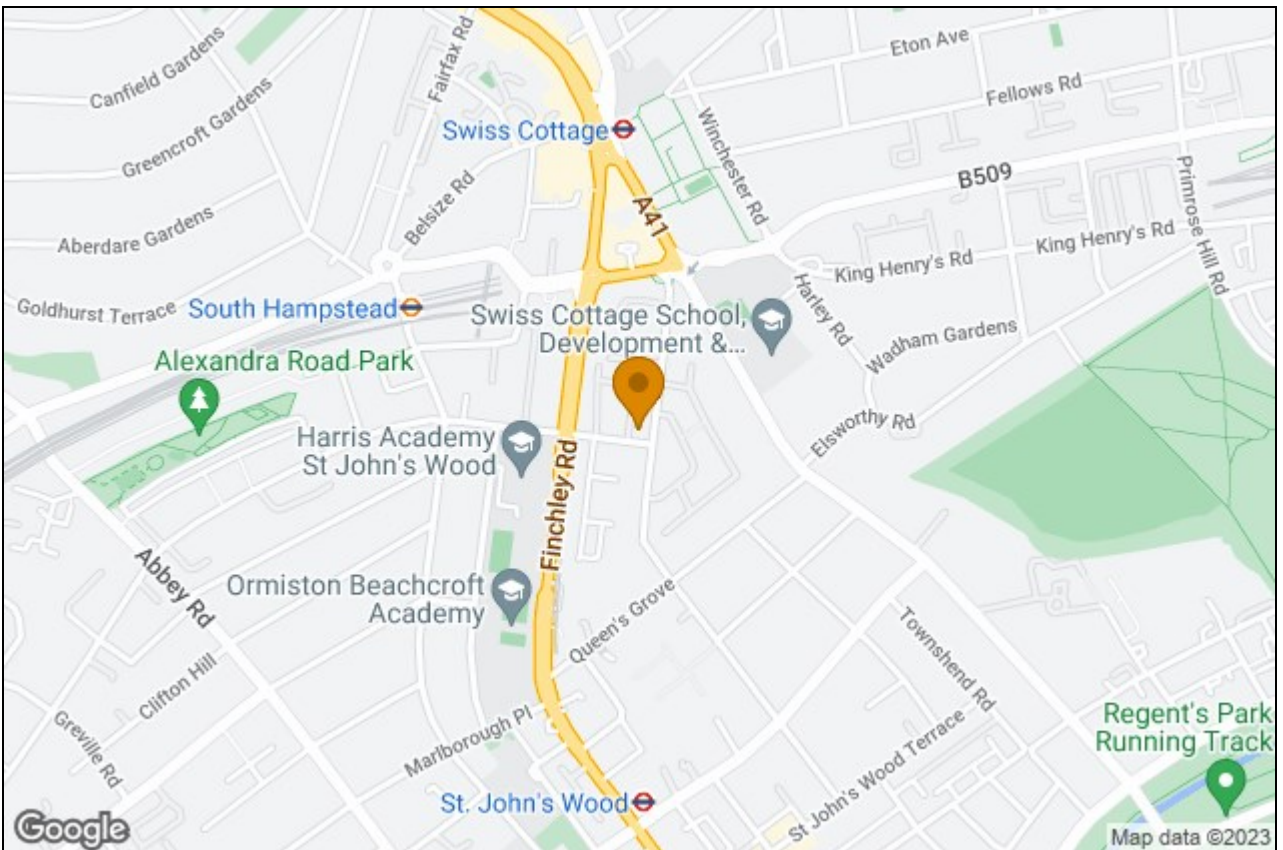 Canfield Gardens
Fairfax Rd
Eton Ave
Fellows Rd
Greencroft Gardens
Swiss Cottage
Winchester Rd
B509
Primrose Hill Rd
Belsize Rd
A41
Aberdare Gardens
King Henry's Rd
King Henry's Rd
Goldhurst Terrace
South Hampstead
Harley Rd
Swiss Cottage School,
Development &...
Wadham Gardens
Alexandra Road Park
Elsworthy Rd
Harris Academy
St John's Wood
Finchley Rd
Abbey Rd
Ormiston Beachcroft
Academy
Queen's Grove
Townshend Rd
Clifton Hill
Greville Rd
Marlborough Pl
Regent's Park
Running Track
St John's Wood Terrace
St. John's Wood
Google
Map data ©2023